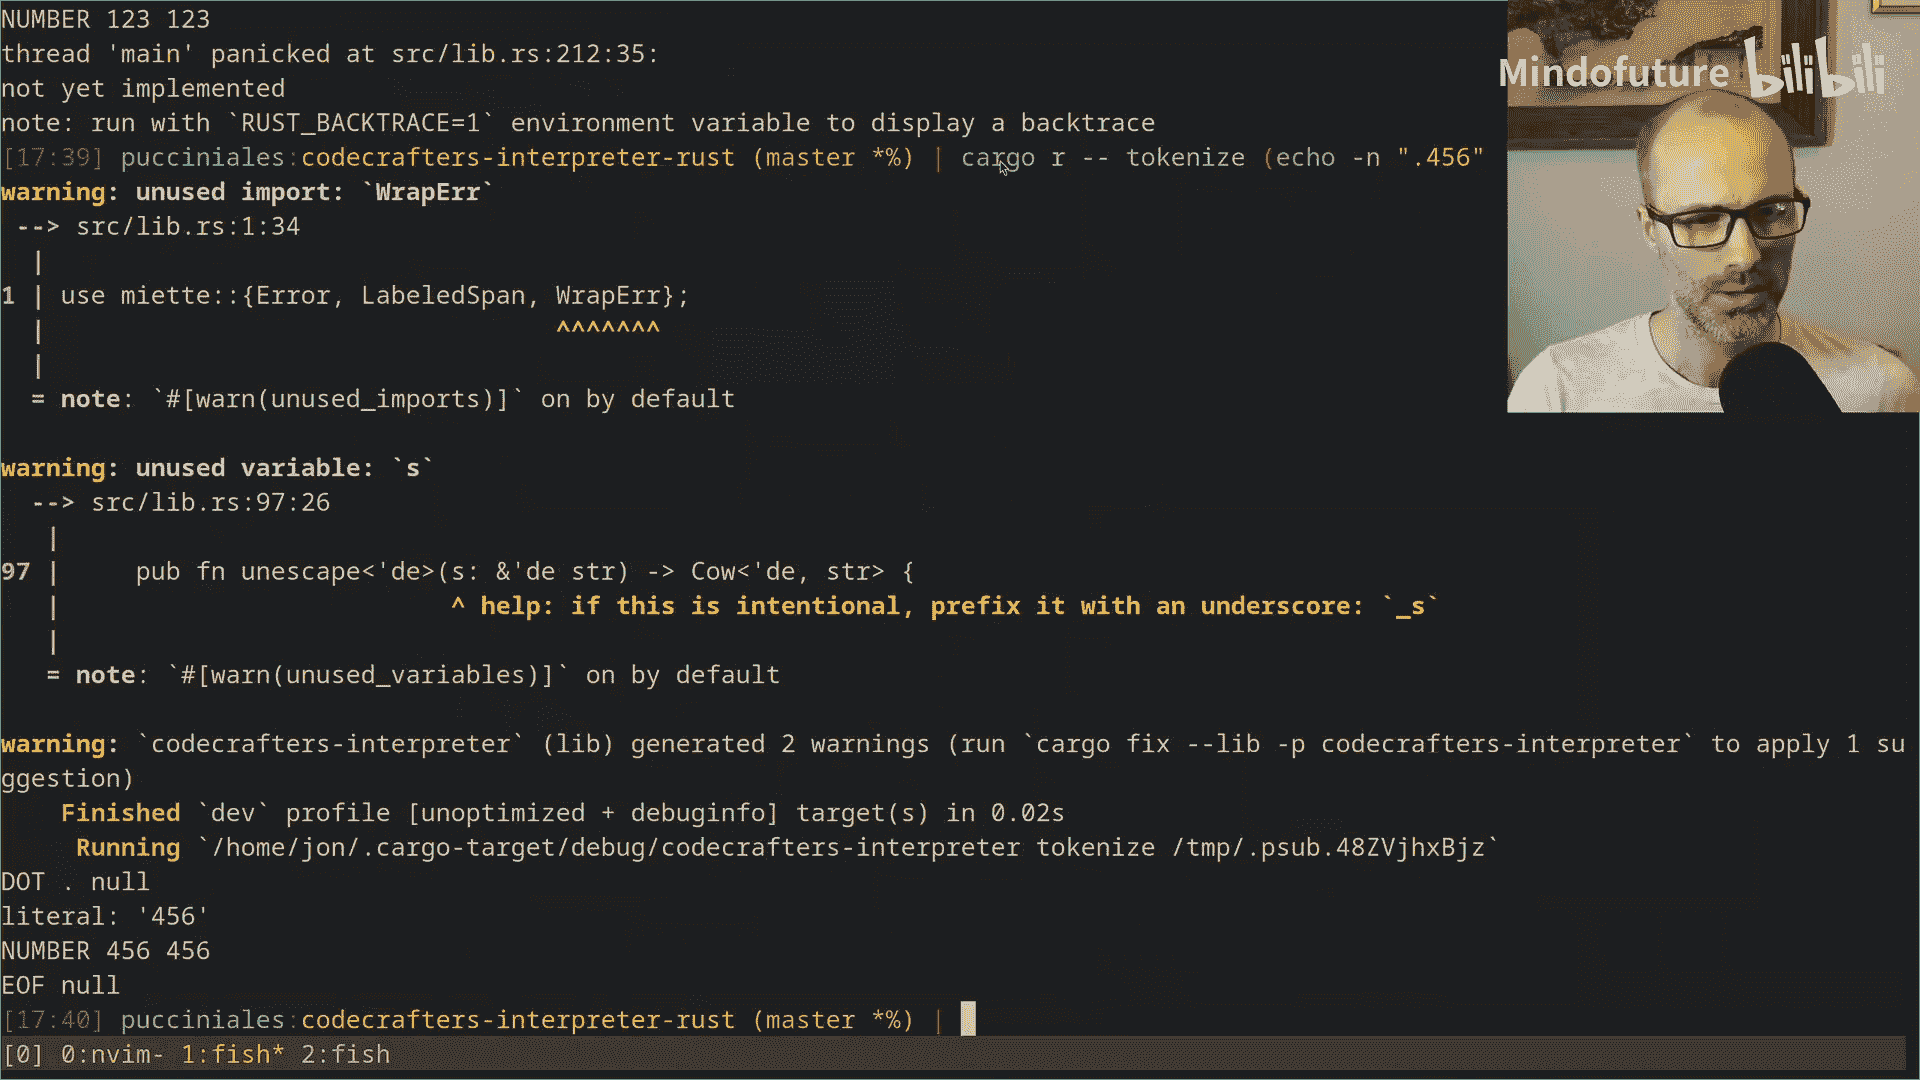 NUMBER 123 123
thread 'main' panicked at src/lib.rs:212:35:
not yet implemented
note: run with `RUST_BACKTRACE=1` environment variable to display a backtrace
[17:39] pucciniales:codecrafters-interpreter-rust (master *%) | cargo r -- tokenize (echo -n ".456"
Mindofuture bilibili
warning: unused import: `WrapErr`
 --> src/lib.rs:1:34
  |
1 | use miette::{Error, LabeledSpan, WrapErr};
  |                                  ^^^^^^^
  |
  = note: `#[warn(unused_imports)]` on by default
warning: unused variable: `s`
  --> src/lib.rs:97:26
   |
97 |     pub fn unescape<'de>(s: &'de str) -> Cow<'de, str> {
   |                          ^ help: if this is intentional, prefix it with an underscore: `_s`
   |
   = note: `#[warn(unused_variables)]` on by default
warning: `codecrafters-interpreter` (lib) generated 2 warnings (run `cargo fix --lib -p codecrafters-interpreter` to apply 1 su
ggestion)
    Finished `dev` profile [unoptimized + debuginfo] target(s) in 0.02s
     Running `/home/jon/.cargo-target/debug/codecrafters-interpreter tokenize /tmp/.psub.48ZVjhxBjz`
DOT . null
literal: '456'
NUMBER 456 456
EOF null
[17:40] pucciniales:codecrafters-interpreter-rust (master *%) |
[0] 0:nvim- 1:fish* 2:fish